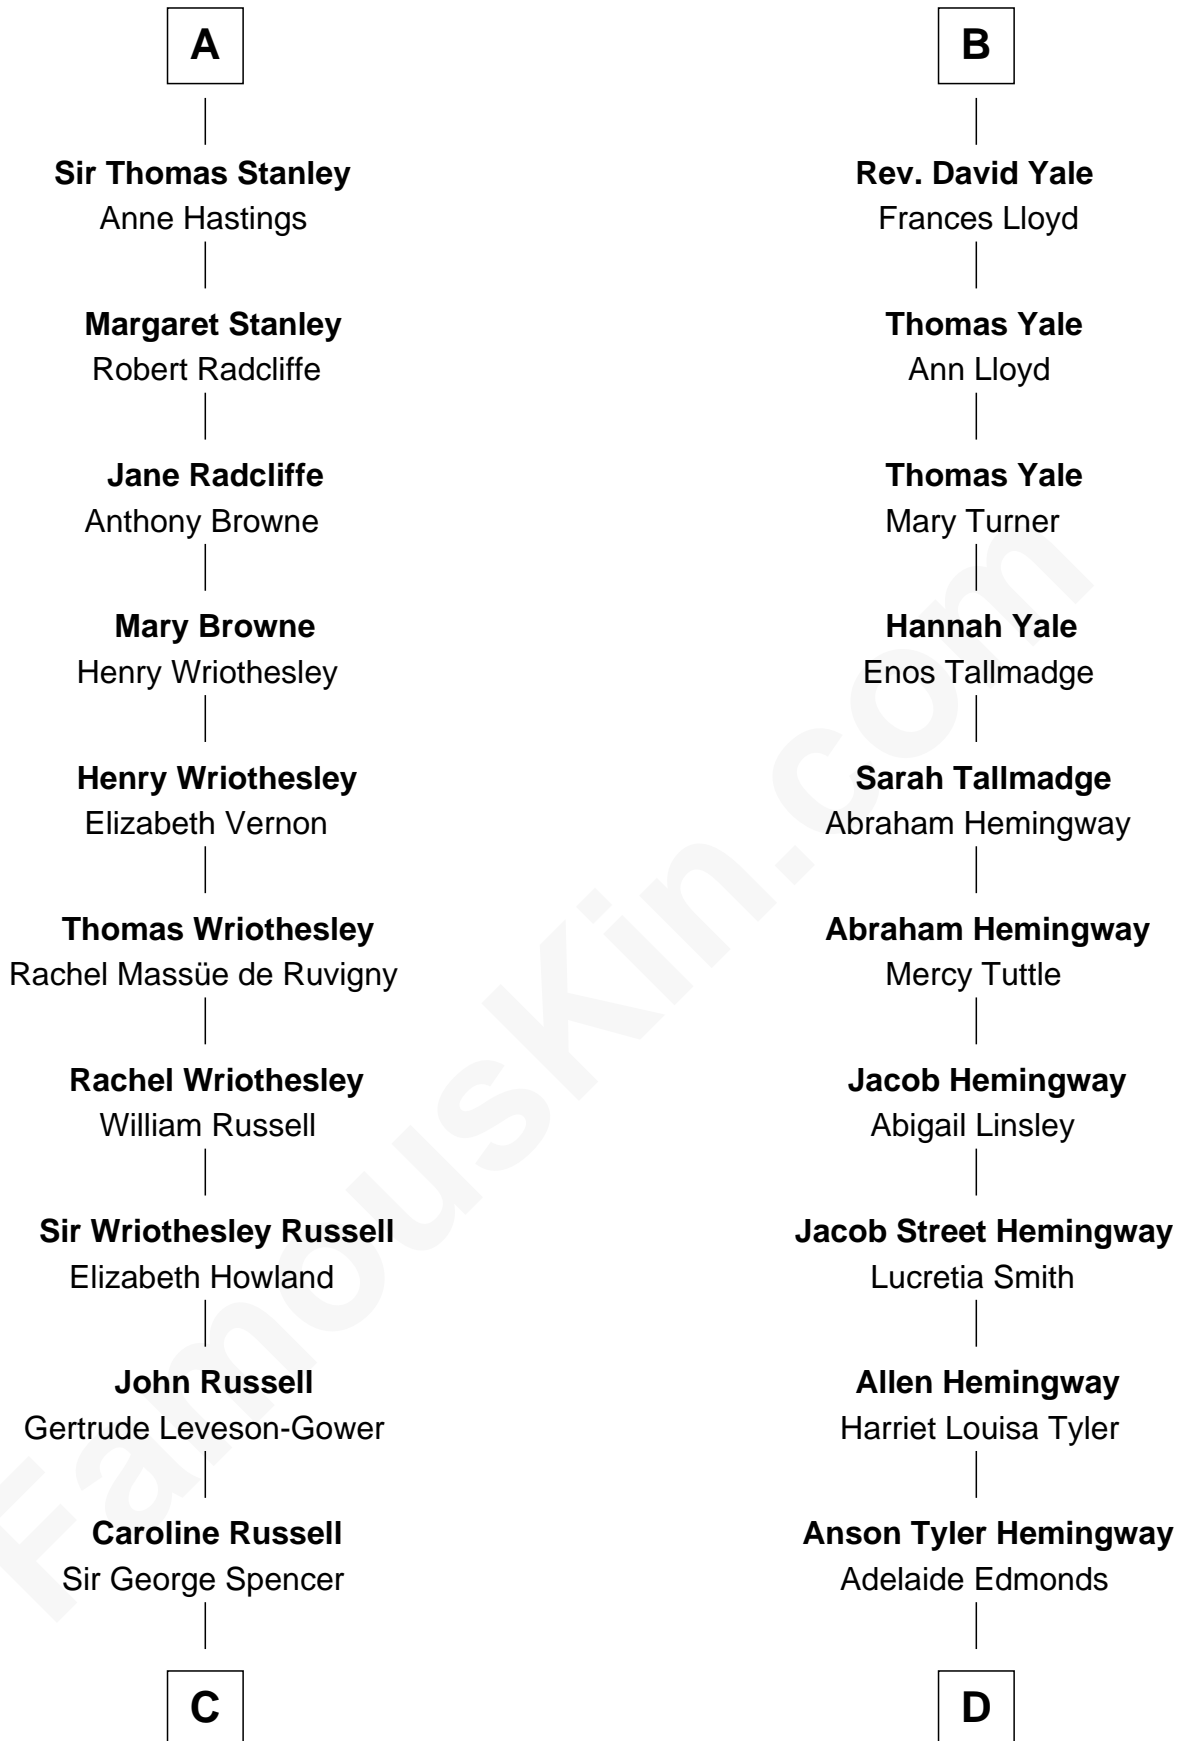 A
Sir Thomas Stanley
Anne Hastings
Margaret Stanley
Robert Radcliffe
Jane Radcliffe
Anthony Browne
Mary Browne
Henry Wriothesley
Henry Wriothesley
Elizabeth Vernon
Thomas Wriothesley
Rachel Massüe de Ruvigny
Rachel Wriothesley
William Russell
Sir Wriothesley Russell
Elizabeth Howland
John Russell
Gertrude Leveson-Gower
Caroline Russell
Sir George Spencer
C
B
Rev. David Yale
Frances Lloyd
Thomas Yale
Ann Lloyd
Thomas Yale
Mary Turner
Hannah Yale
Enos Tallmadge
Sarah Tallmadge
Abraham Hemingway
Abraham Hemingway
Mercy Tuttle
Jacob Hemingway
Abigail Linsley
Jacob Street Hemingway
Lucretia Smith
Allen Hemingway
Harriet Louisa Tyler
Anson Tyler Hemingway
Adelaide Edmonds
D
FamousKin.com